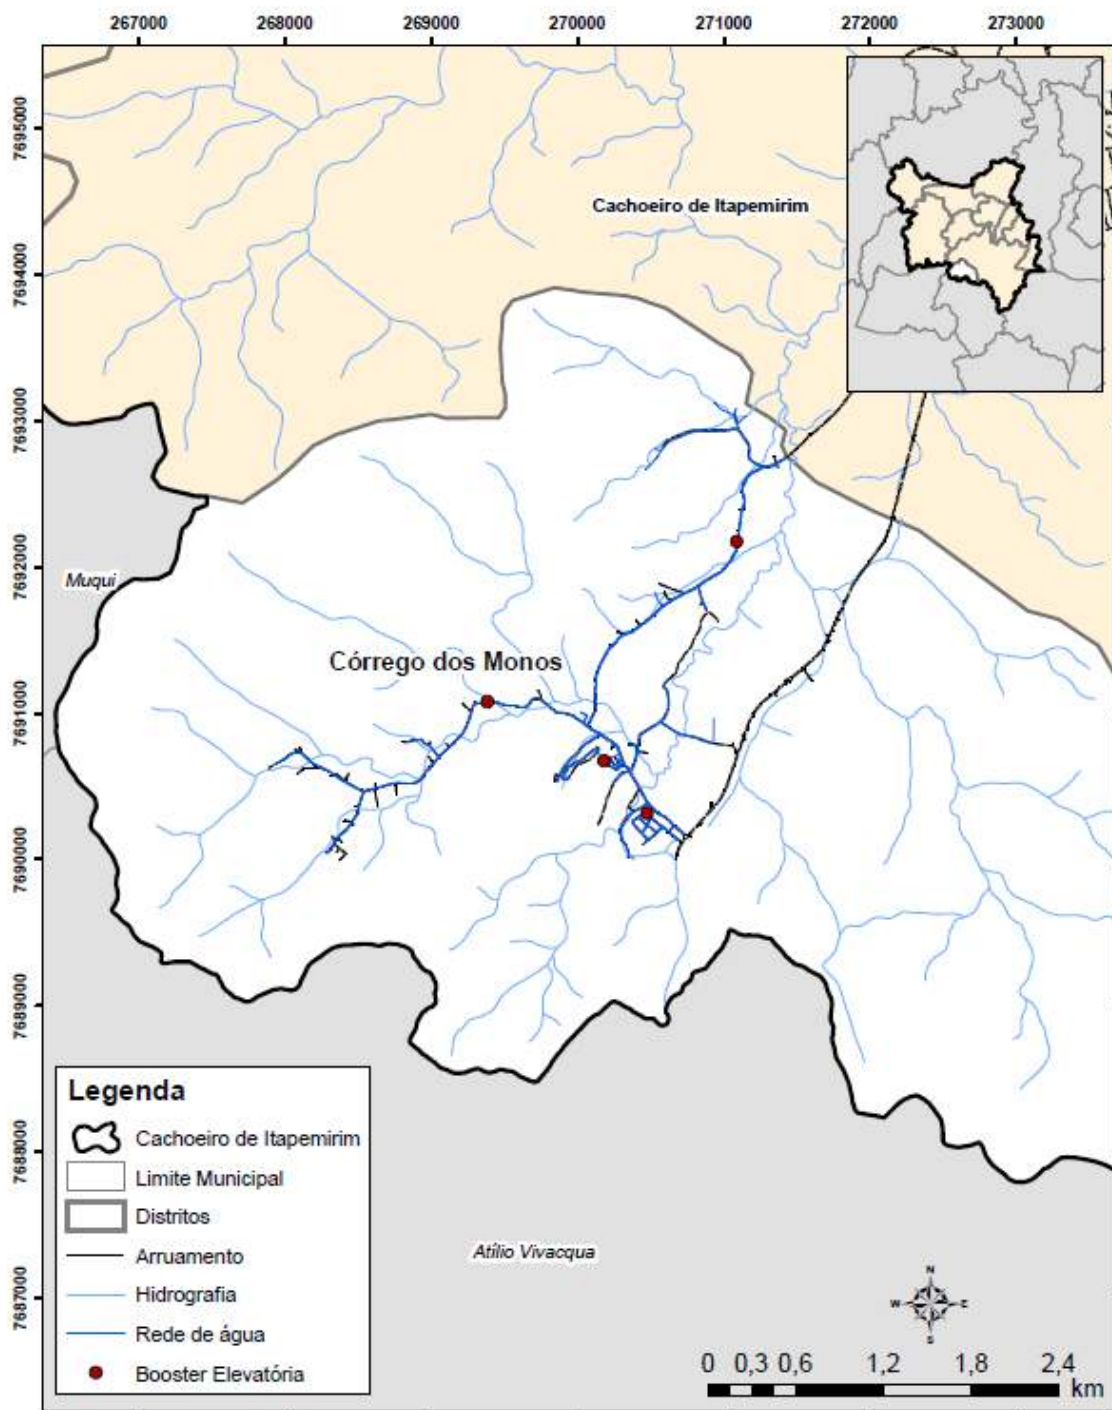 267000 268000 269000 270000 271000 272000 273000
7695000
Cachoeiro de Itapemirim
7694000
7693000
7692000
Muqui
Córrego dos Monos
7691000
7690000
7689000
Legenda
Cachoeiro de Itapemirim
7688000
Limite Municipal
Distritos
Arruamento
Atílio Vivacqua
Hidrografia
7687000
Rede de água
Booster Elevatória
N
W E
S
0 0,3 0,6 1,2 1,8 2,4
km